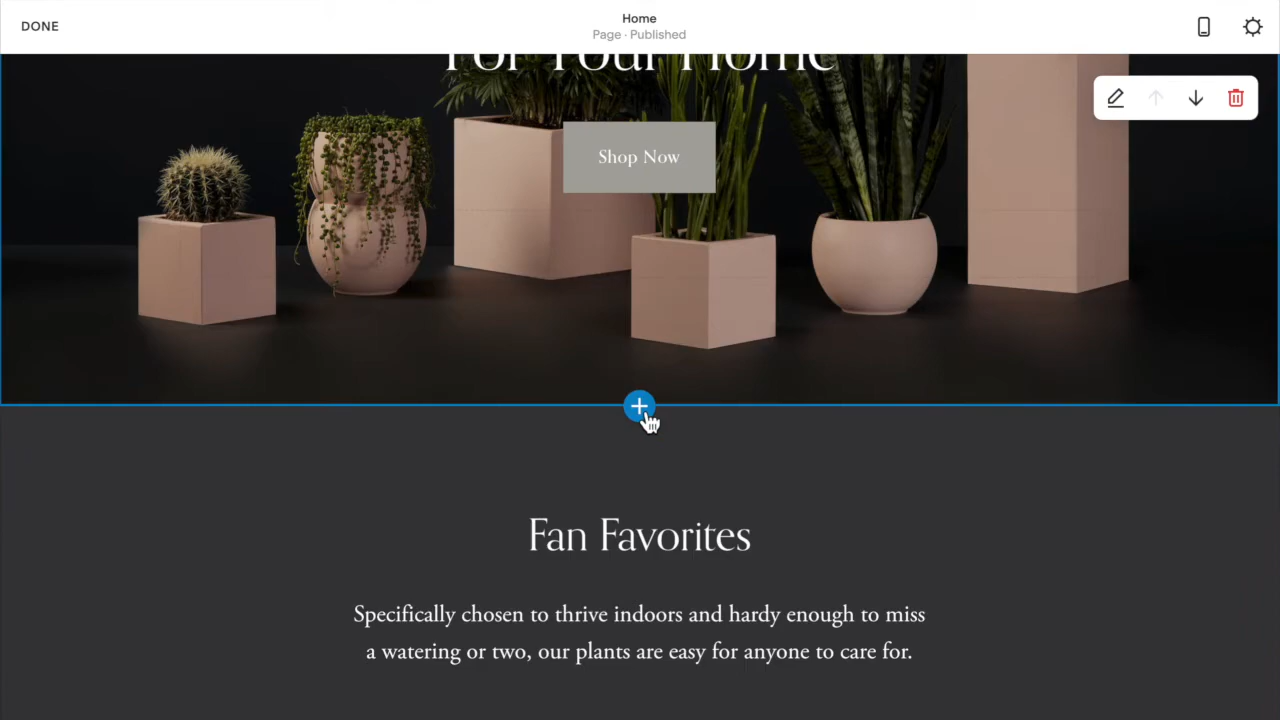 DONE
Home
Page · Published
For Your Home
Shop Now
Fan Favorites
Specifically chosen to thrive indoors and hardy enough to miss
a watering or two, our plants are easy for anyone to care for.